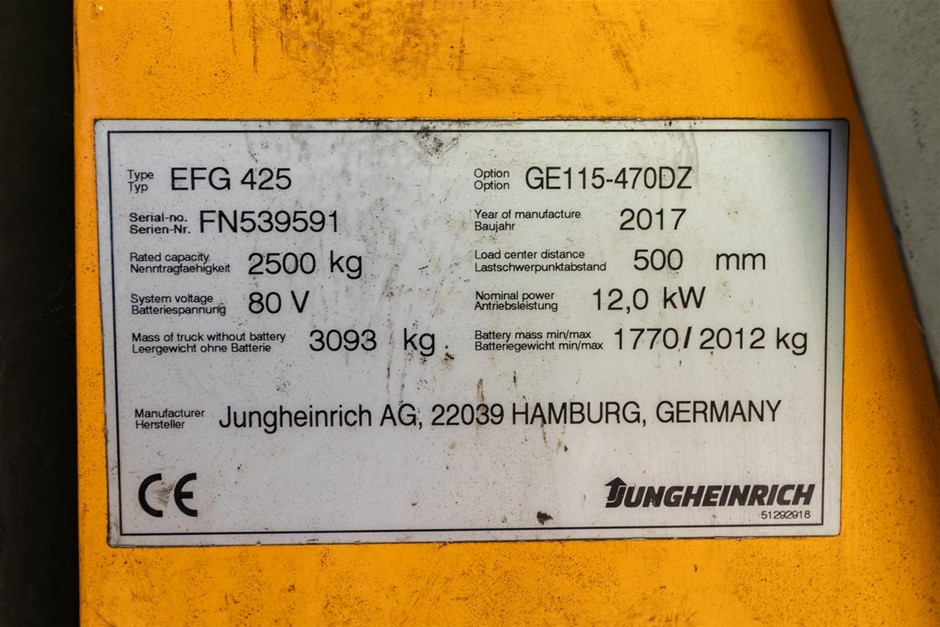 Type EFG 425 Option GE115-470DZ
Typ Option
Serial-no. FN539591 Year of manufacture 2017
Serien-Nr. Baujahr
Rated capacity 2500 kg Load center distance 500 mm
Nenntragfaehigkeit Lastschwerpunktabstand
System voltage 80 V Nominal power 12,0 kW
Batteriespannung Antriebsleistung
Mass of truck without battery 3093 kg Battery mass min/max 1770/2012 kg
Leergewicht ohne Batterie Batteriegewicht min/max
Manufacturer Jungheinrich AG, 22039 HAMBURG, GERMANY
Hersteller
CE JUNGHEINRICH
51292918